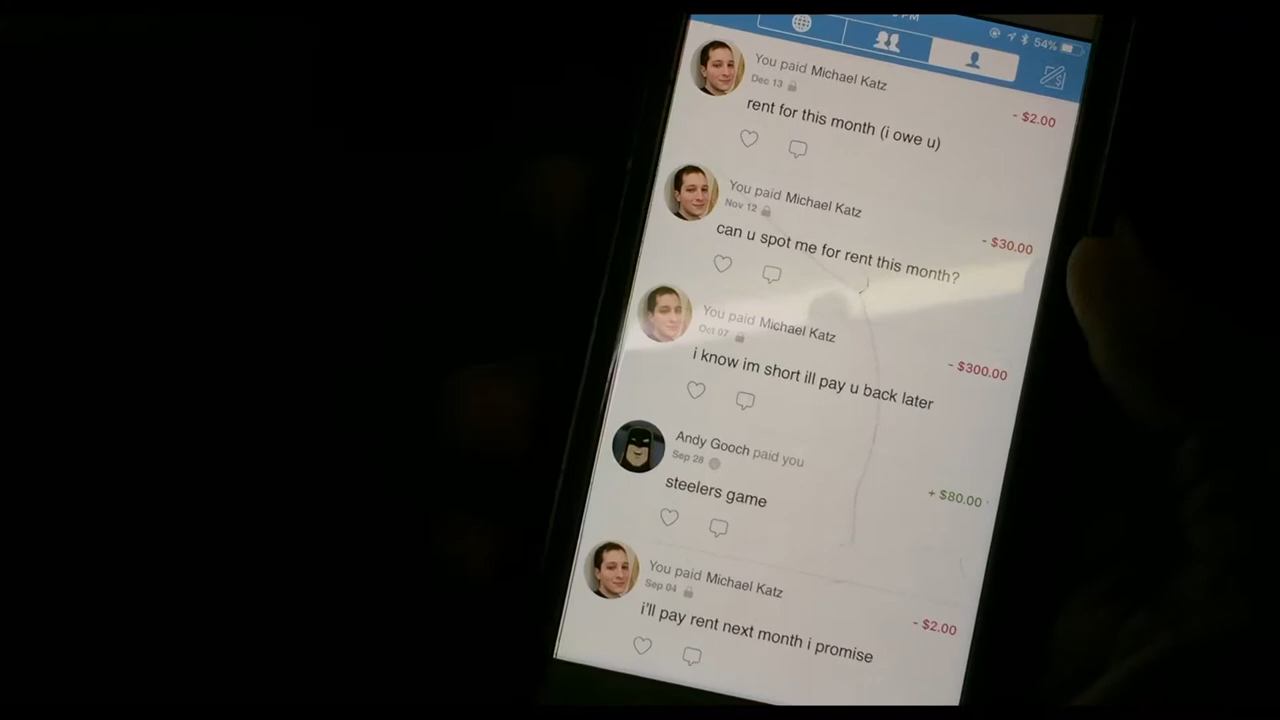 PM
54%
You paid Michael Katz
Dec 13
- $2.00
rent for this month (i owe u)
You paid Michael Katz
Nov 12
- $30.00
can u spot me for rent this month?
You paid Michael Katz
Oct 07
- $300.00
i know im short ill pay u back later
Andy Gooch paid you
Sep 28
+ $80.00
steelers game
You paid Michael Katz
Sep 04
- $2.00
i'll pay rent next month i promise